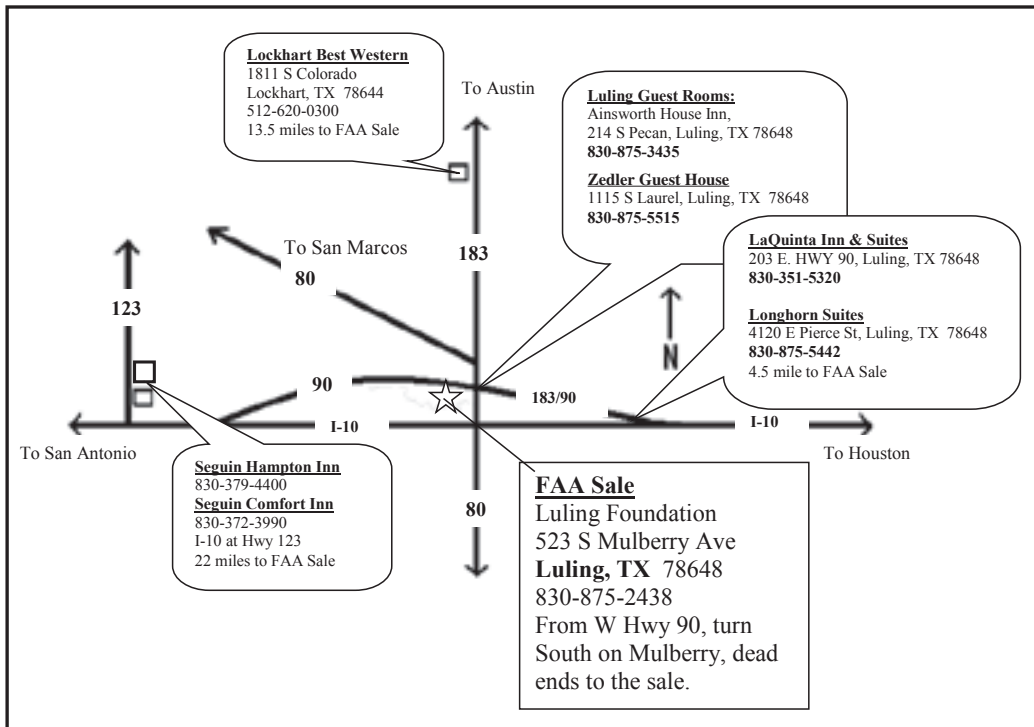 Lockhart Best Western
1811 S Colorado
Lockhart, TX  78644
512-620-0300
13.5 miles to FAA Sale
To Austin
Luling Guest Rooms:
Ainsworth House Inn,
214 S Pecan, Luling, TX 78648
830-875-3435
Zedler Guest House
1115 S Laurel, Luling, TX  78648
830-875-5515
LaQuinta Inn & Suites
203 E. HWY 90, Luling, TX 78648
830-351-5320
Longhorn Suites
4120 E Pierce St, Luling, TX  78648
830-875-5442
4.5 mile to FAA Sale
To San Marcos
80
183
123
N
90
183/90
I-10
I-10
To San Antonio
To Houston
Seguin Hampton Inn
830-379-4400
Seguin Comfort Inn
830-372-3990
I-10 at Hwy 123
22 miles to FAA Sale
80
FAA Sale
Luling Foundation
523 S Mulberry Ave
Luling, TX  78648
830-875-2438
From W Hwy 90, turn
South on Mulberry, dead
ends to the sale.